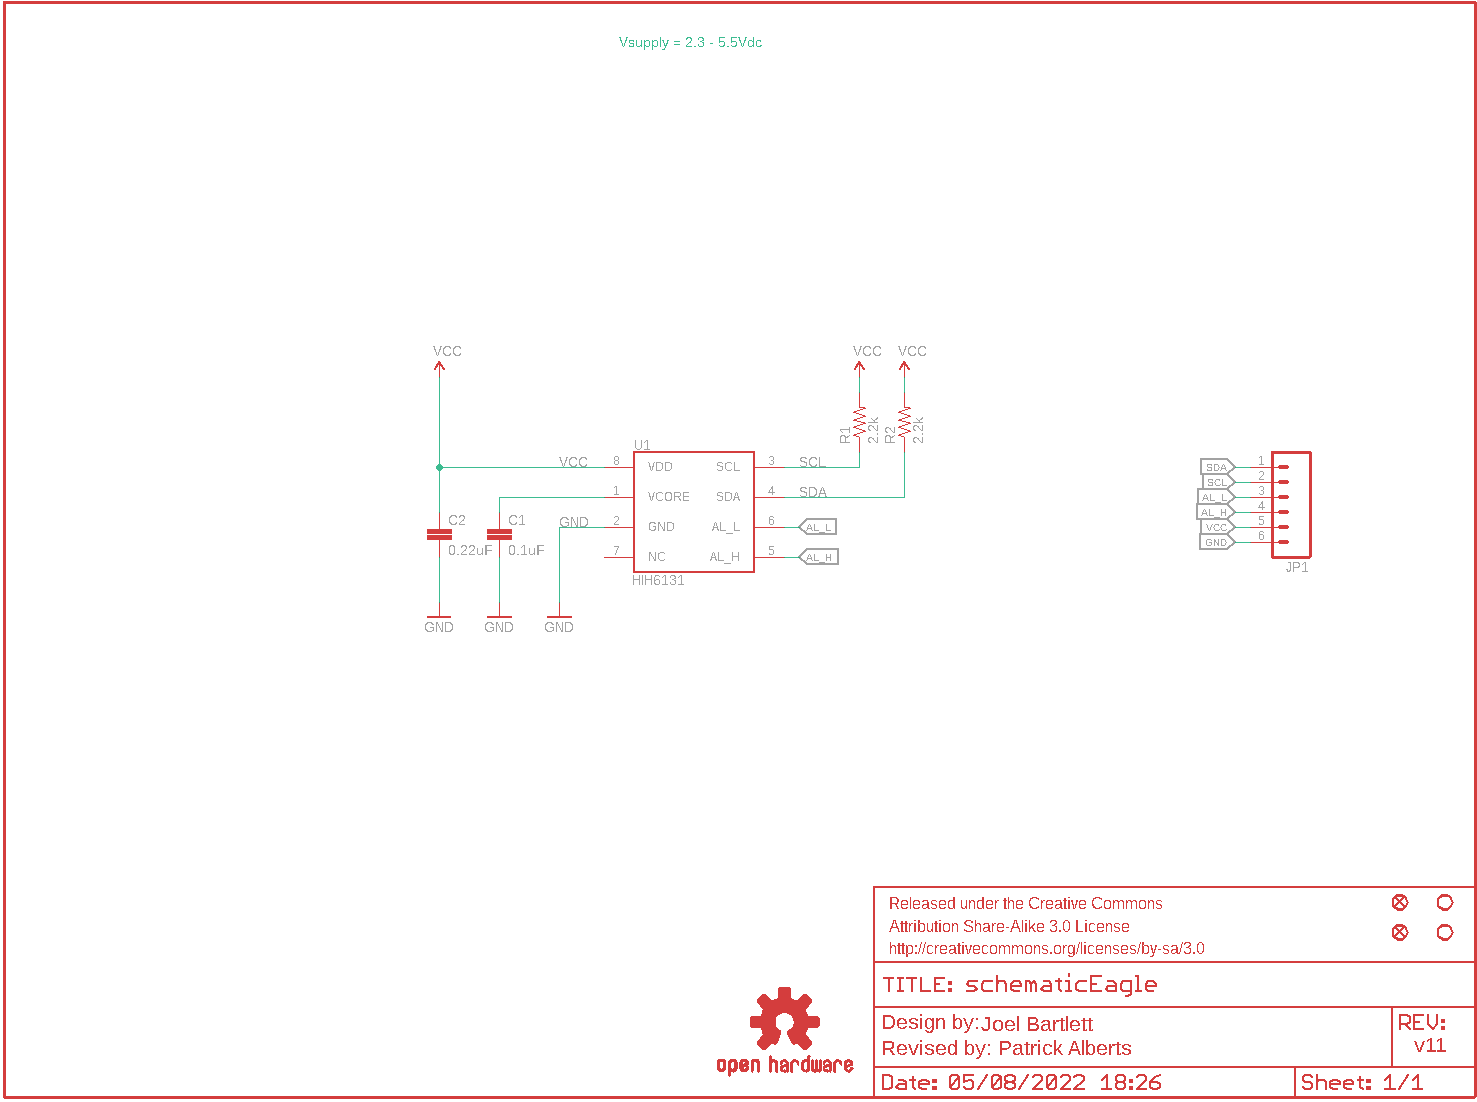 Vsupply = 2.3 - 5.5Vdc
VCC
VCC
VCC
R1
2.2k
R2
2.2k
U1
VCC
8
VDD
SCL
3
SCL
1
VCORE
SDA
4
SDA
GND
2
GND
AL_L
6
AL_L
7
NC
AL_H
5
AL_H
HIH6131
C2
0.22uF
C1
0.1uF
GND
GND
GND
SDA
1
SCL
2
AL_L
3
AL_H
4
VCC
5
GND
6
JP1
Released under the Creative Commons
Attribution Share-Alike 3.0 License
http://creativecommons.org/licenses/by-sa/3.0
TITLE: schematicEagle
Design by:Joel Bartlett
Revised by: Patrick Alberts
REV:
v11
Date: 05/08/2022 18:26
Sheet: 1/1
open hardware